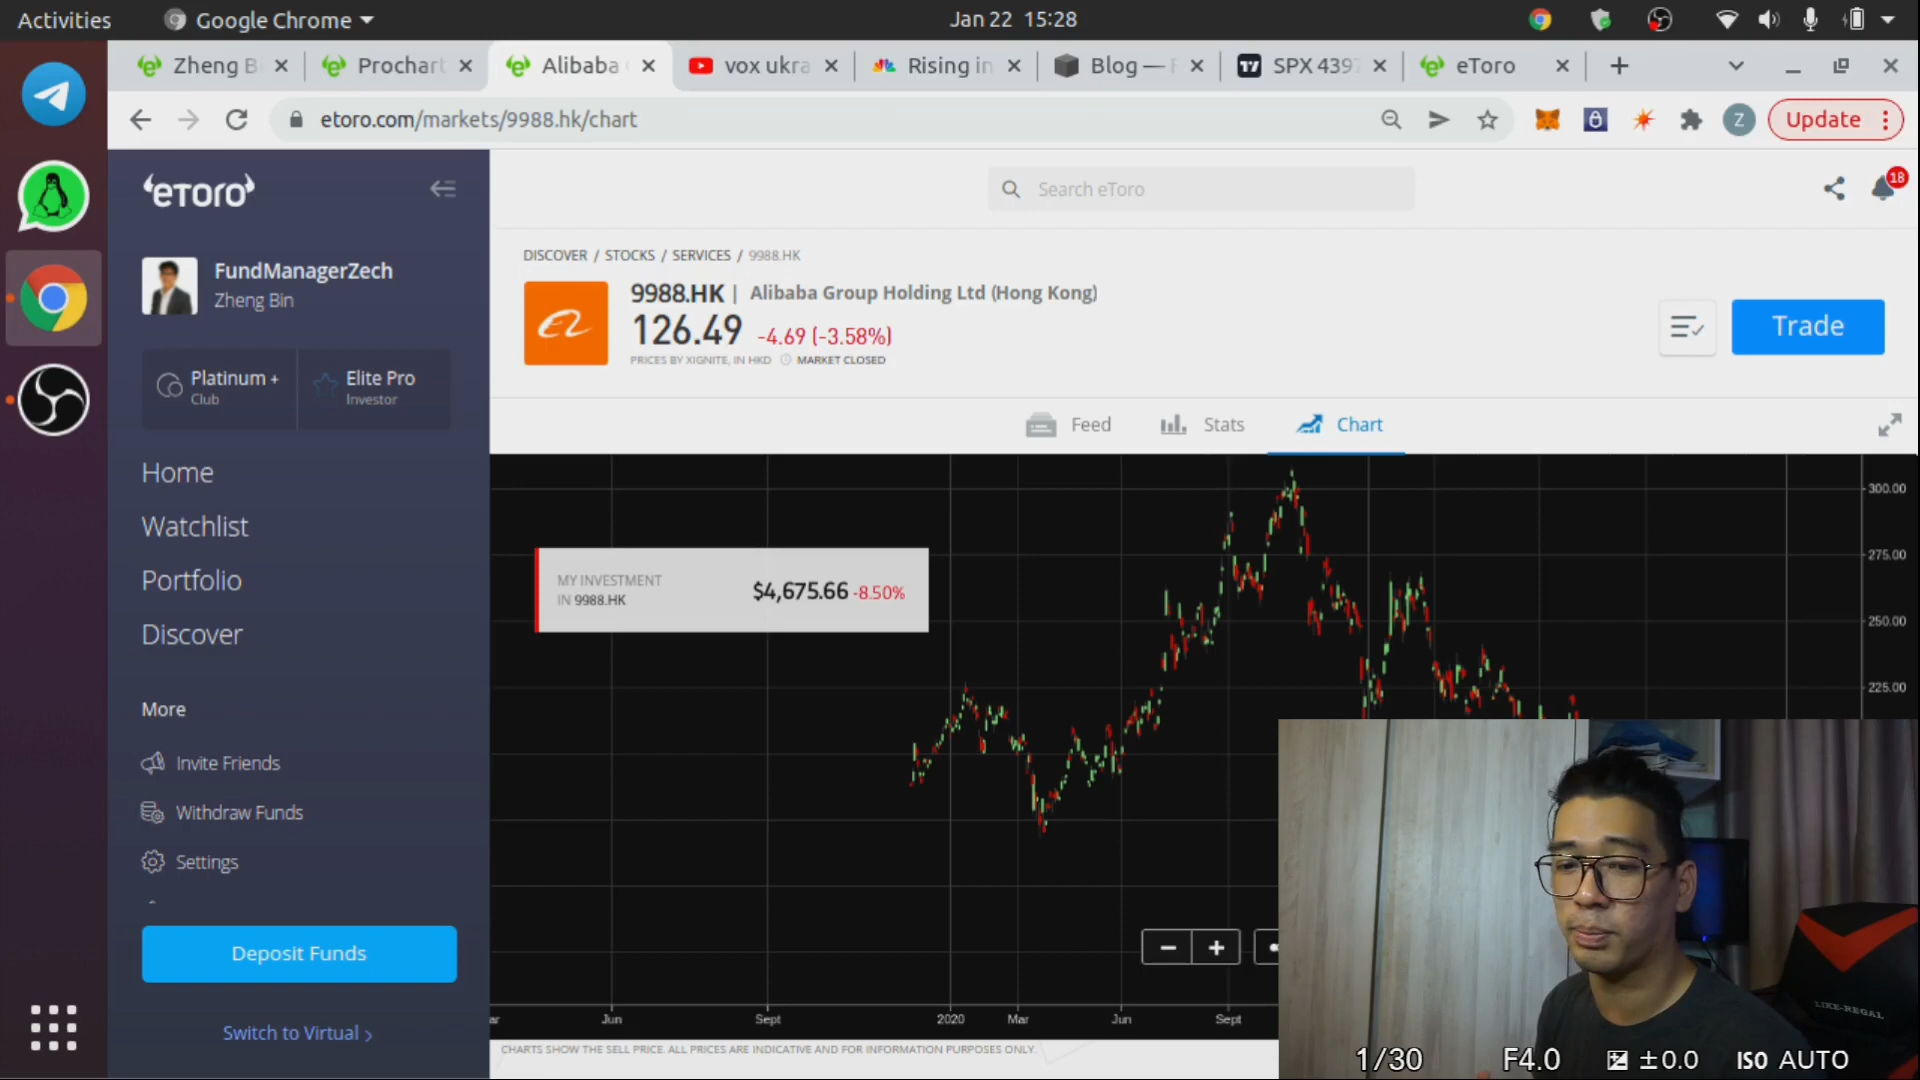 Activities
Google Chrome
Jan 22 15:28
Zheng B
Prochart
Alibaba
vox ukra
Rising in
Blog —
SPX 4397
eToro
etoro.com/markets/9988.hk/chart
Z
Update
eToro
Search eToro
18
FundManagerZech
Zheng Bin
Platinum +
Club
Elite Pro
Investor
Home
Watchlist
Portfolio
Discover
More
Invite Friends
Withdraw Funds
Settings
Deposit Funds
Switch to Virtual >
DISCOVER / STOCKS / SERVICES / 9988.HK
9988.HK | Alibaba Group Holding Ltd (Hong Kong)
126.49 -4.69 (-3.58%)
PRICES BY XIGNITE, IN HKD MARKET CLOSED
Trade
Feed
Stats
Chart
MY INVESTMENT
IN 9988.HK
$4,675.66 -8.50%
300.00
275.00
250.00
225.00
Jun
Sept
2020
Mar
Jun
Sept
CHARTS SHOW THE SELL PRICE. ALL PRICES ARE INDICATIVE AND FOR INFORMATION PURPOSES ONLY.
LIKE-REGAL
1/30 F4.0 ±0.0 ISO AUTO